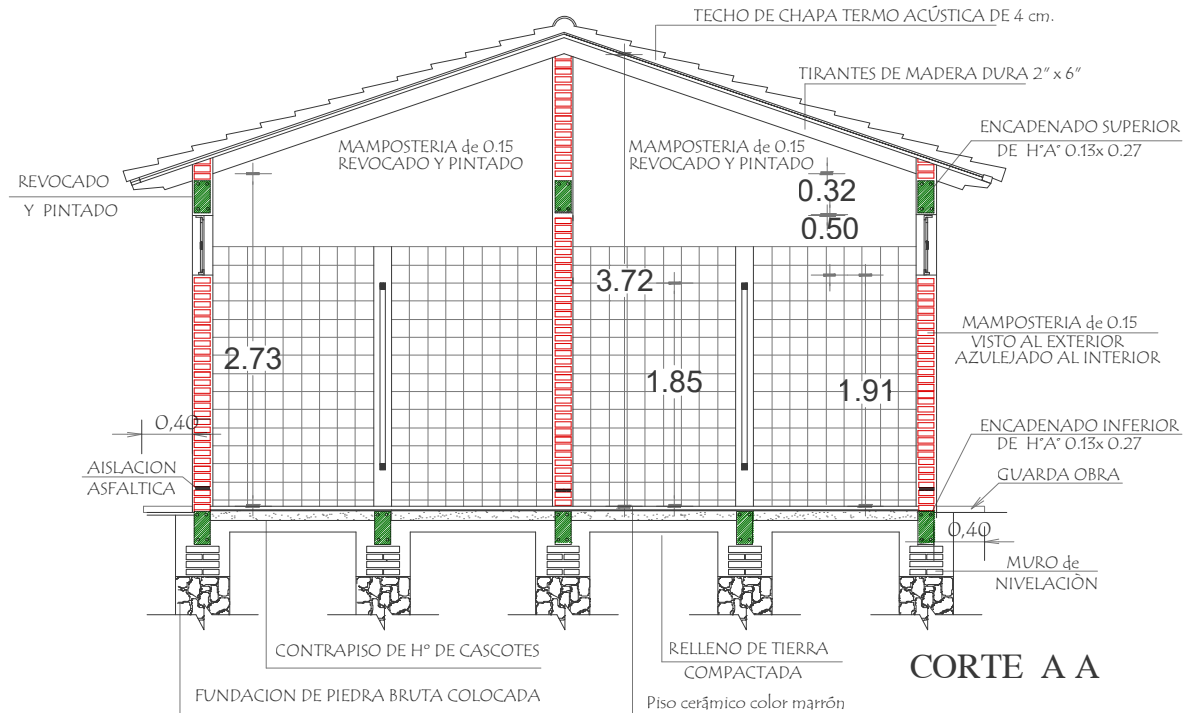 TECHO DE CHAPA TERMO ACÚSTICA DE 4 cm.
TIRANTES DE MADERA DURA 2" x 6"
ENCADENADO SUPERIOR
DE H°A° 0.13x 0.27
MAMPOSTERIA de 0.15
REVOCADO Y PINTADO
MAMPOSTERIA de 0.15
REVOCADO Y PINTADO
REVOCADO
Y PINTADO
0.32
0.50
3.72
2.73
1.85
1.91
MAMPOSTERIA de 0.15
VISTO AL EXTERIOR
AZULEJADO AL INTERIOR
0,40
ENCADENADO INFERIOR
DE H°A° 0.13x 0.27
AISLACION
ASFALTICA
GUARDA OBRA
0,40
MURO de
NIVELACIÒN
CONTRAPISO DE Hº DE CASCOTES
RELLENO DE TIERRA
COMPACTADA
CORTE A A
FUNDACION DE PIEDRA BRUTA COLOCADA
Piso cerámico color marrón